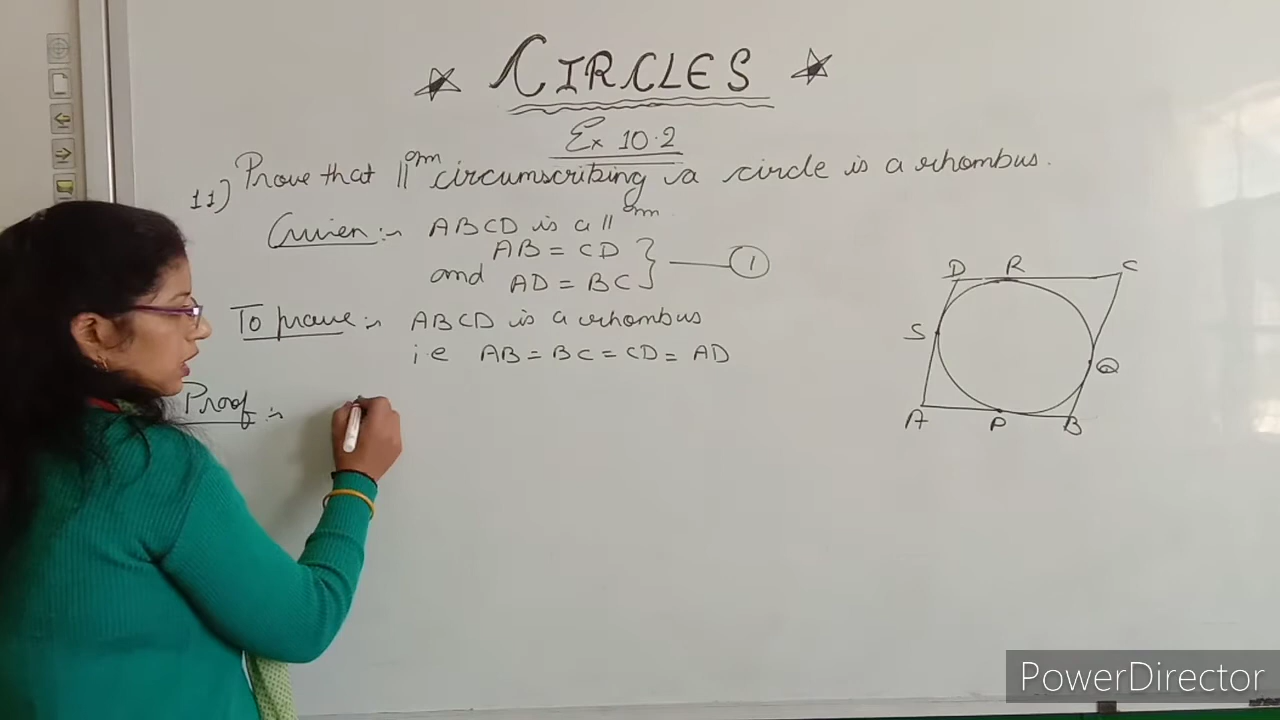 CIRCLES
Ex 10.2
11) Prove that ||gm circumscribing a circle is a rhombus.
Given:- ABCD is a ||gm
AB = CD
and AD = BC } — 1
To prove:- ABCD is a rhombus
i.e AB = BC = CD = AD
Proof:-
D R C
S
Q
A P B
PowerDirector